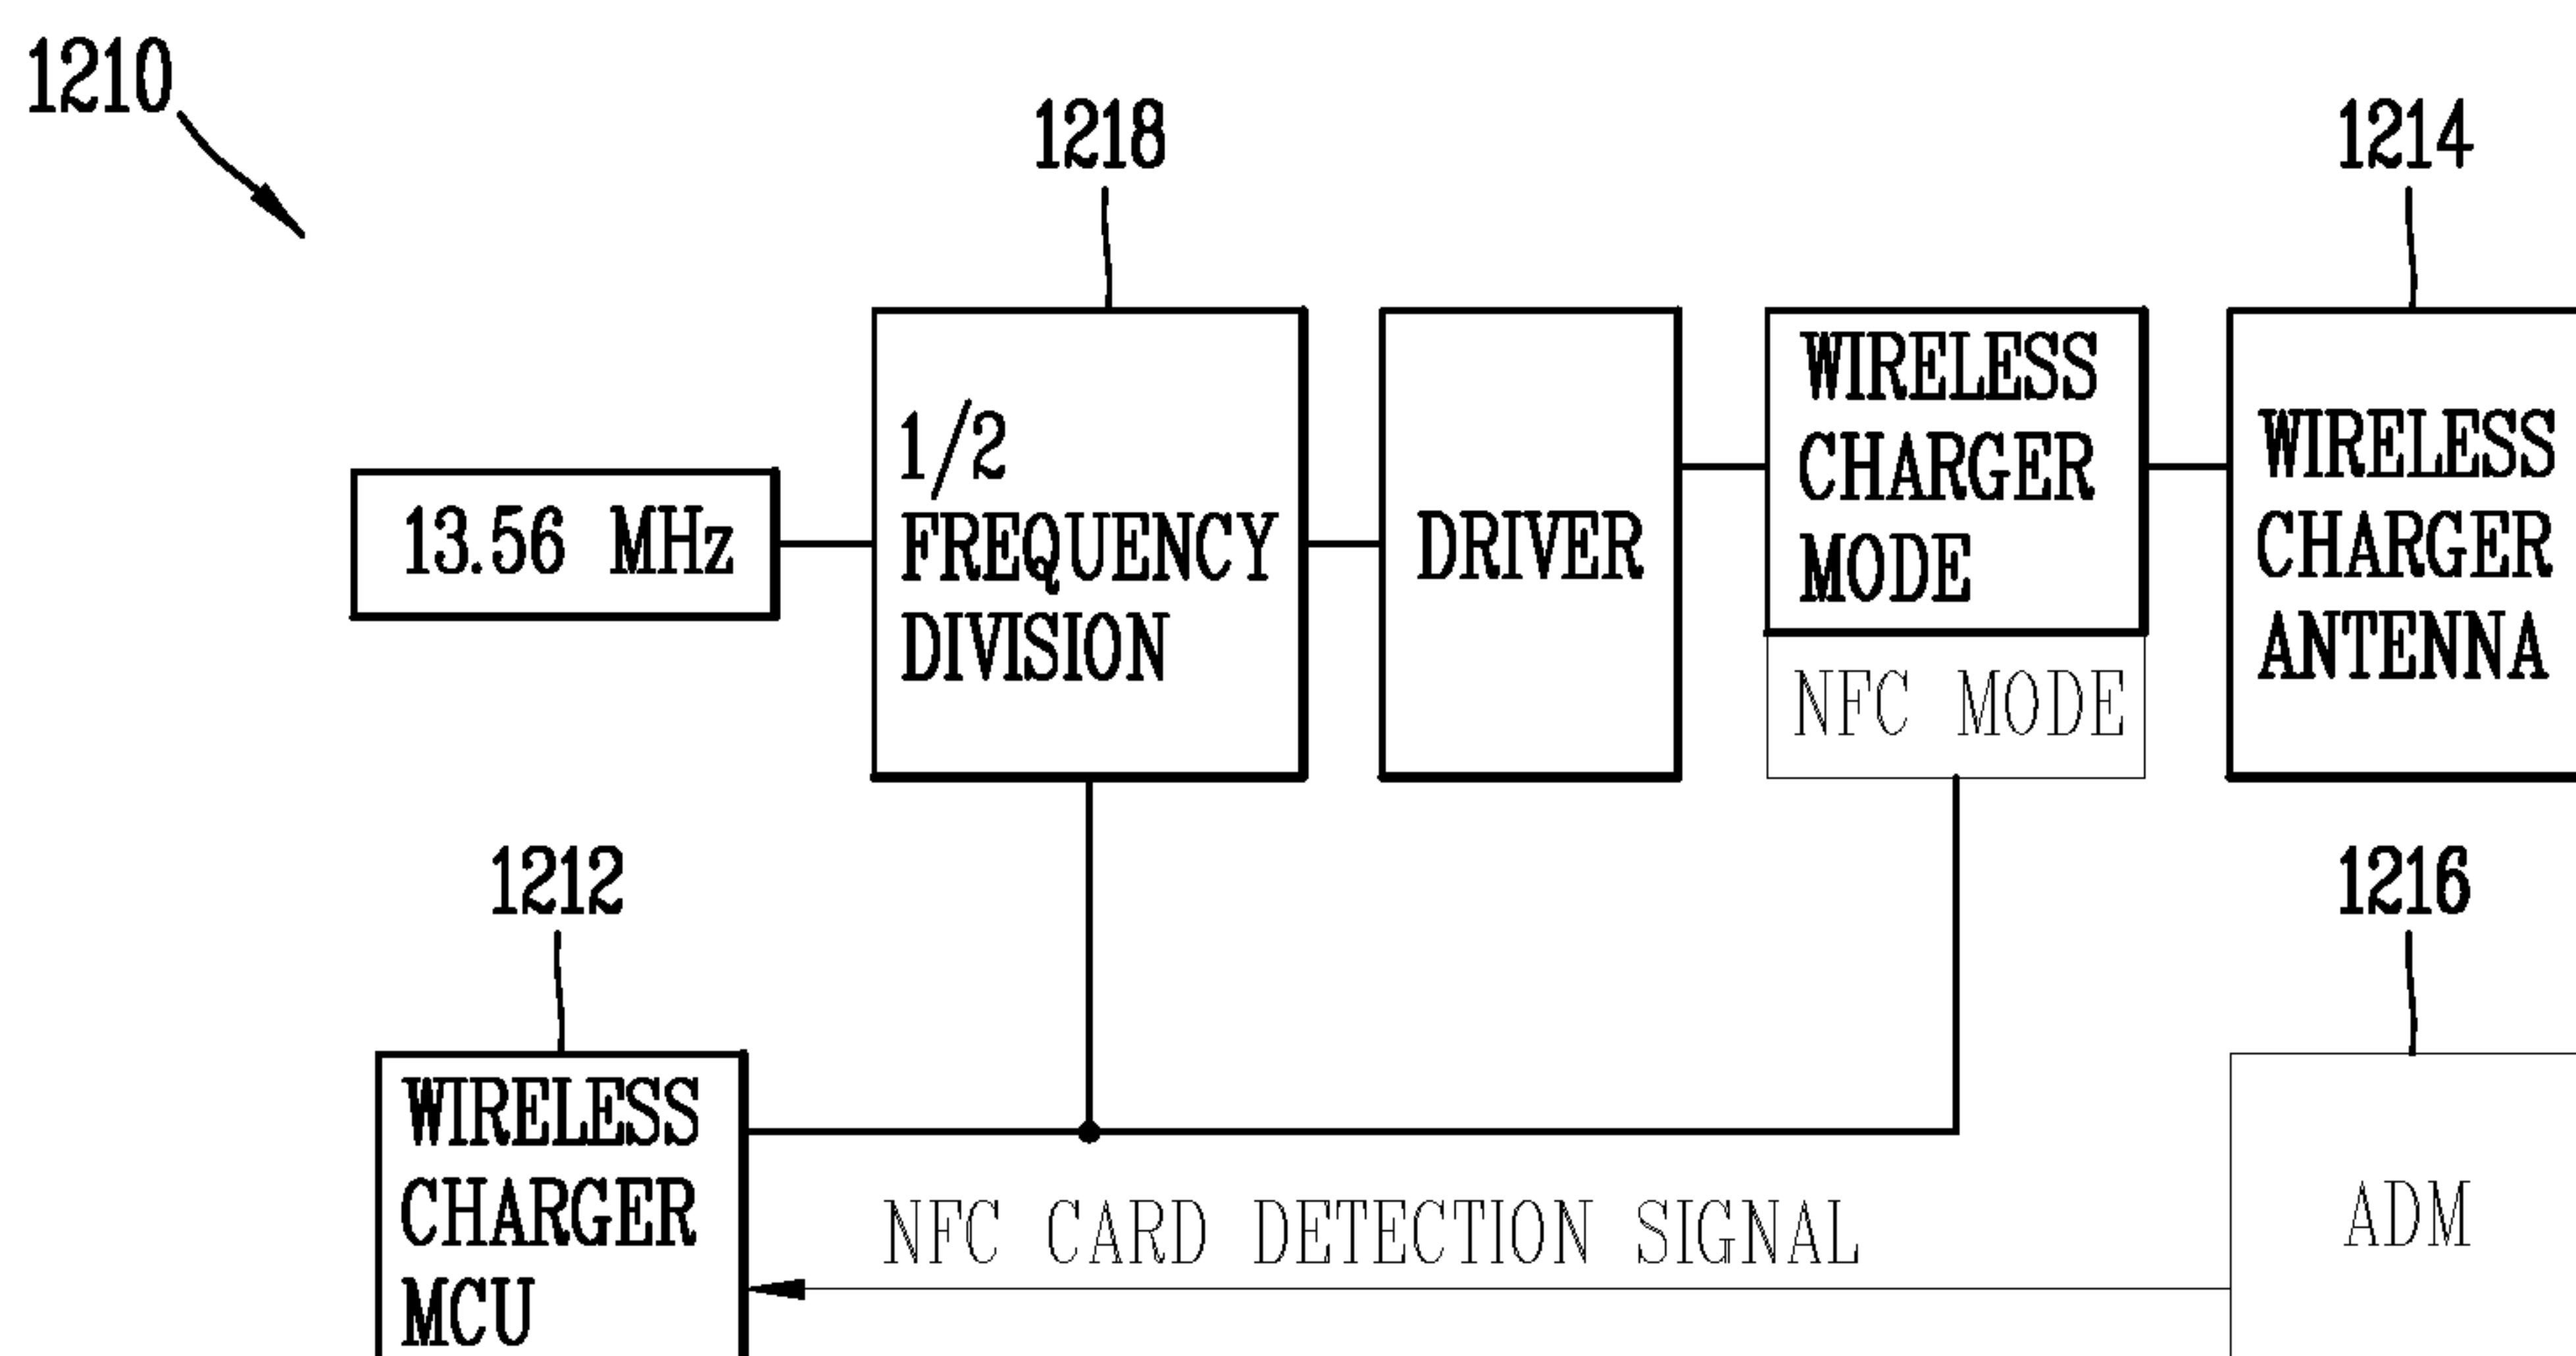 1210
1218
1214
13.56 MHz
1/2
FREQUENCY
DIVISION
DRIVER
WIRELESS
CHARGER
MODE
NFC MODE
WIRELESS
CHARGER
ANTENNA
1212
1216
WIRELESS
CHARGER
MCU
NFC CARD DETECTION SIGNAL
ADM